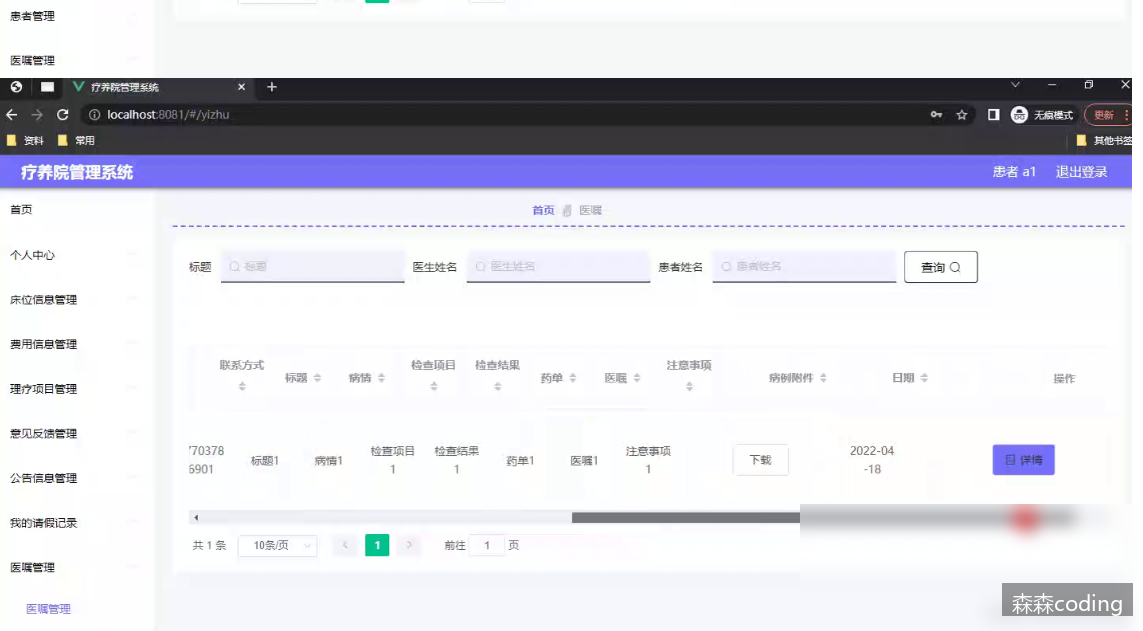 患者管理
医嘱管理
疗养院管理系统
localhost:8081/#/yizhu
无痕模式
更新
资料
常用
其他书签
疗养院管理系统
患者 a1
退出登录
首页
个人中心
床位信息管理
费用信息管理
理疗项目管理
意见反馈管理
公告信息管理
我的请假记录
医嘱管理
医嘱管理
首页
医嘱
标题
标题
医生姓名
医生姓名
患者姓名
患者姓名
查询
联系方式
标题
病情
检查项目
检查结果
药单
医嘱
注意事项
病例附件
日期
操作
770378
6901
标题1
病情1
检查项目
1
检查结果
1
药单1
医嘱1
注意事项
1
下载
2022-04
-18
详情
共 1 条
10条/页
1
前往
1
页
森森coding